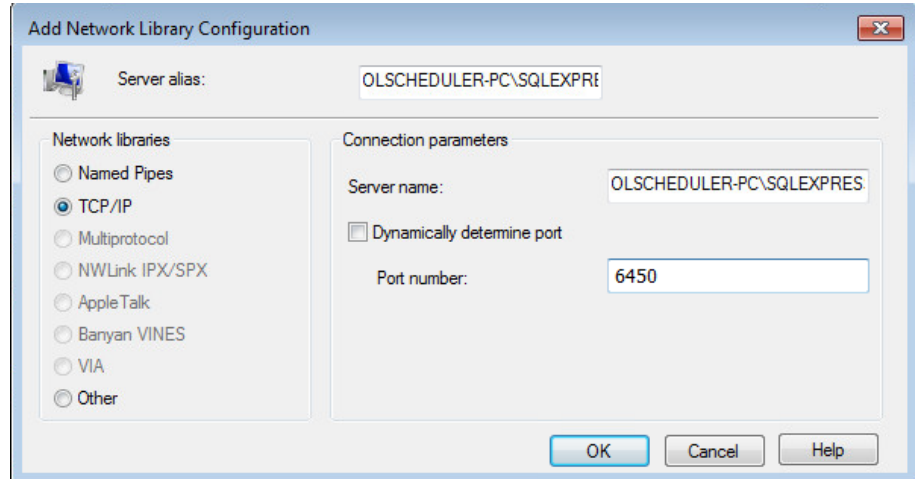 Add Network Library Configuration
Server alias: OLSCHEDULER-PC\SQLEXPRE
Network libraries
Named Pipes
TCP/IP
Multiprotocol
NWLink IPX/SPX
AppleTalk
Banyan VINES
VIA
Other
Connection parameters
Server name: OLSCHEDULER-PC\SQLEXPRES
Dynamically determine port
Port number: 6450
OK Cancel Help